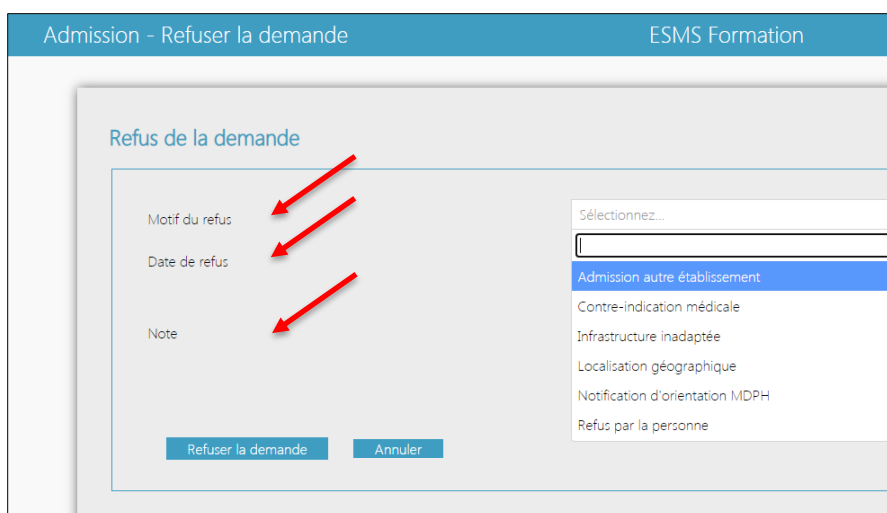 Admission - Refuser la demande ESMS Formation
Refus de la demande
Motif du refus Sélectionnez...
Date de refus
Admission autre établissement
Contre-indication médicale
Note Infrastructure inadaptée
Localisation géographique
Notification d'orientation MDPH
Refus par la personne
Refuser la demande Annuler